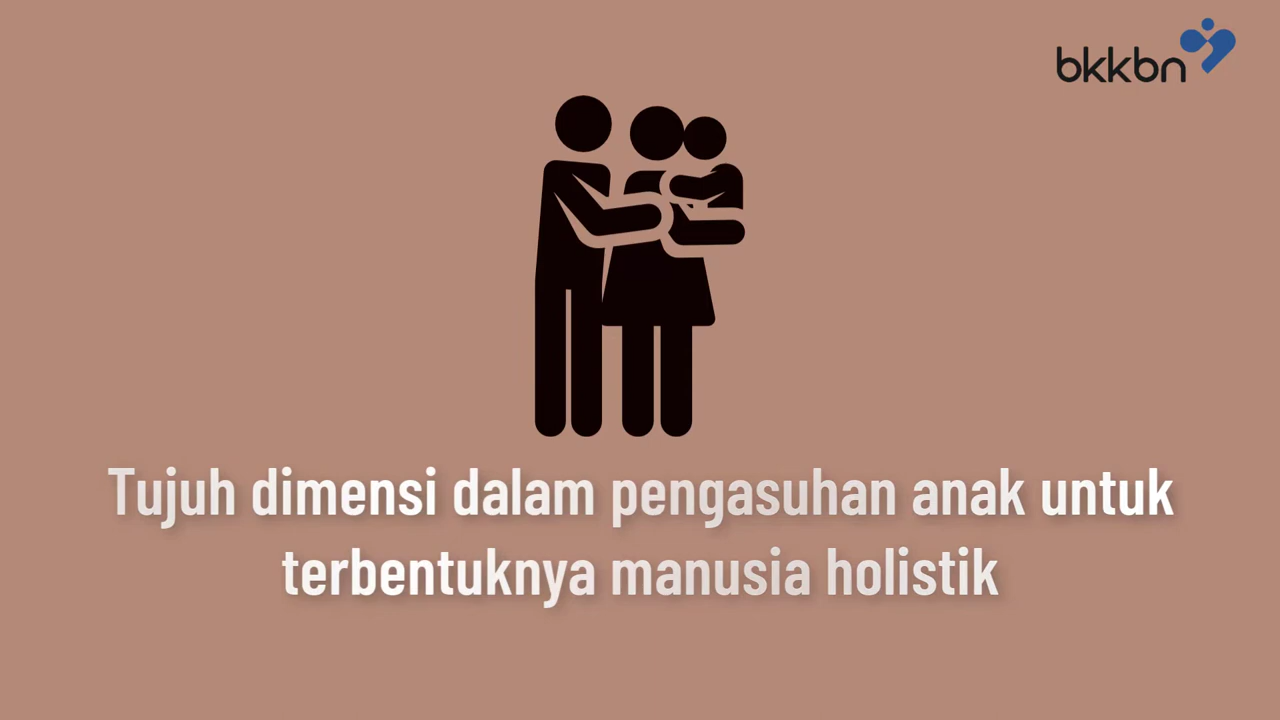 bkkbn
Tujuh dimensi dalam pengasuhan anak untuk
terbentuknya manusia holistik